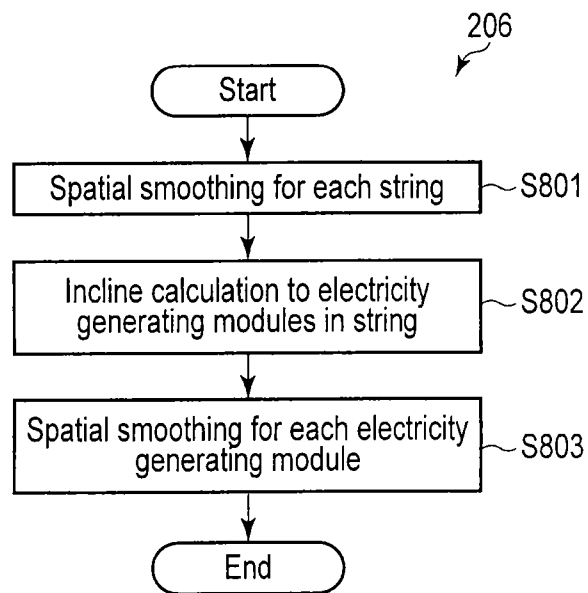 206
Start
Spatial smoothing for each string
S801
Incline calculation to electricity
generating modules in string
S802
Spatial smoothing for each electricity
generating module
S803
End